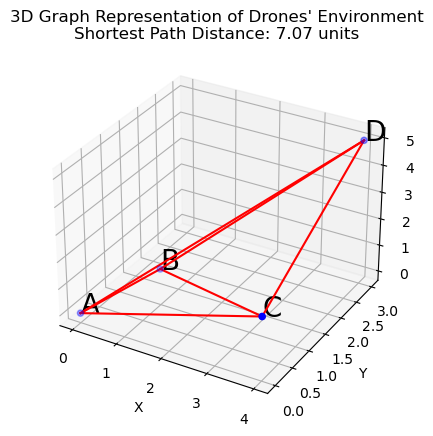 3D Graph Representation of Drones' Environment
Shortest Path Distance: 7.07 units
D
B
A
C
5
4
3
2
1
0
3.0
2.5
2.0
1.5
1.0
0.5
0.0
Y
0
1
2
3
4
X